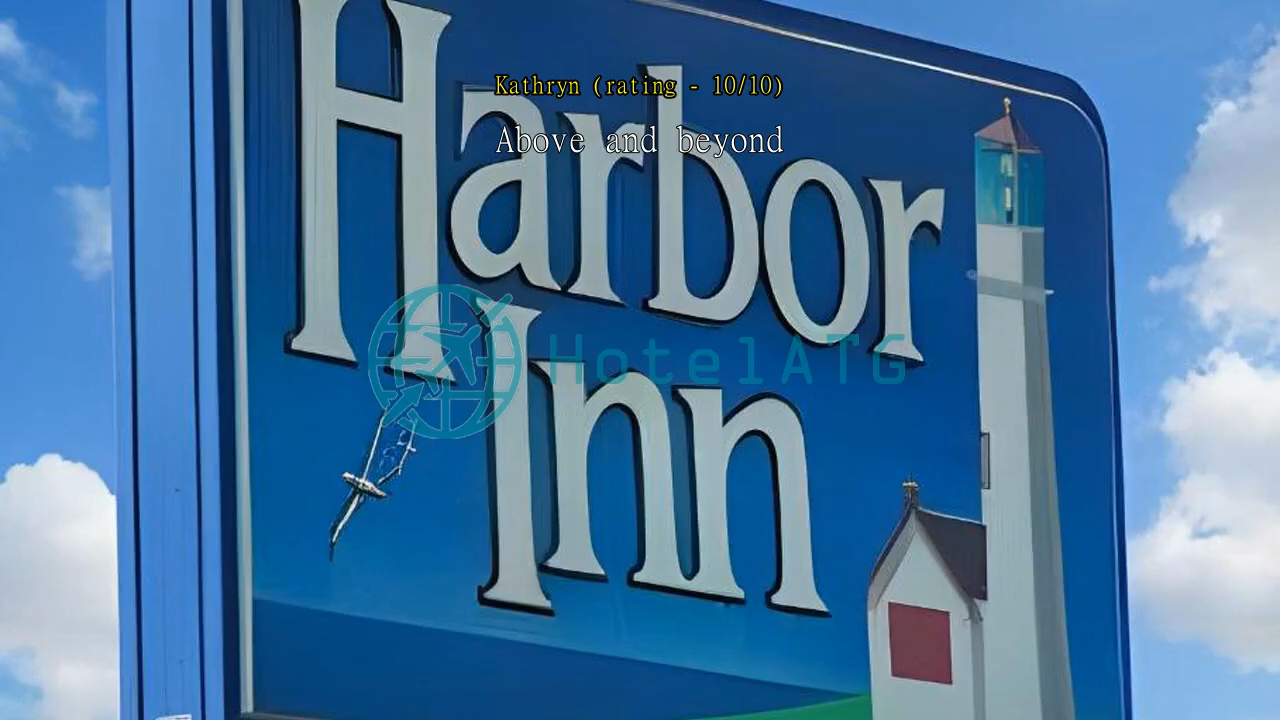 Kathryn (rating - 10/10)
Above and beyond
Harbor
Inn
HotelATG